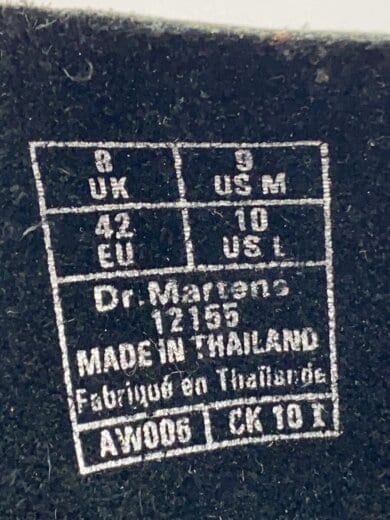 8 9
UK US M
42 10
EU US L
Dr. Martens
12155
MADE IN THAILAND
Fabriqué en Thaïlande
AW006 CK 10 I